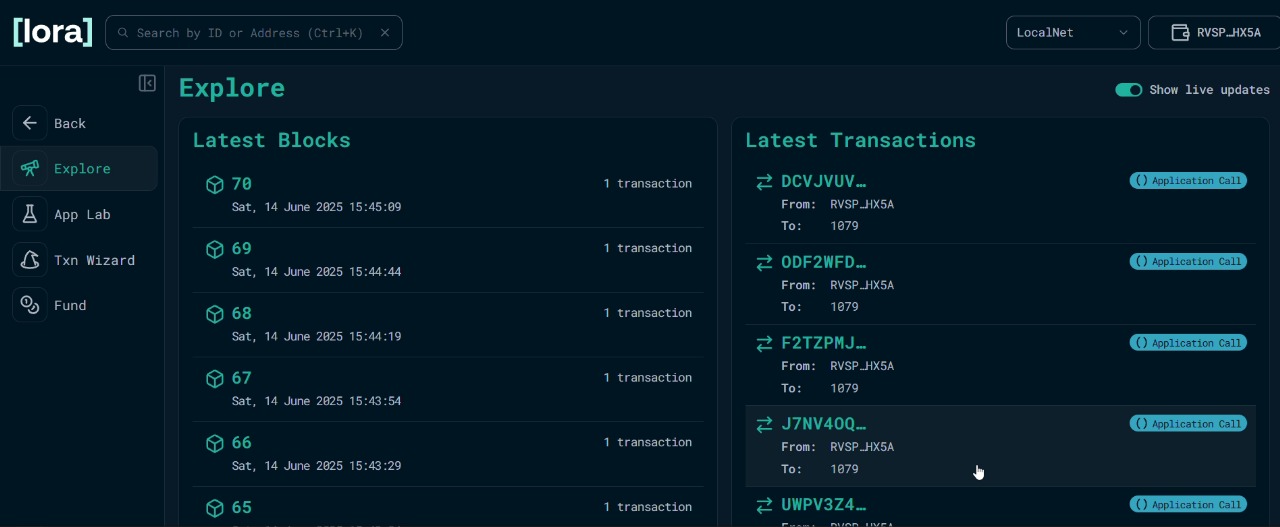 [lora]
Search by ID or Address (Ctrl+K)
LocalNet
RVSP…HX5A
Back
Explore
App Lab
Txn Wizard
Fund
Explore
Show live updates
Latest Blocks
70 1 transaction
Sat, 14 June 2025 15:45:09
69 1 transaction
Sat, 14 June 2025 15:44:44
68 1 transaction
Sat, 14 June 2025 15:44:19
67 1 transaction
Sat, 14 June 2025 15:43:54
66 1 transaction
Sat, 14 June 2025 15:43:29
65 1 transaction
Latest Transactions
DCVJVUV… () Application Call
From: RVSP…HX5A
To: 1079
ODF2WFD… () Application Call
From: RVSP…HX5A
To: 1079
F2TZPMJ… () Application Call
From: RVSP…HX5A
To: 1079
J7NV4OQ… () Application Call
From: RVSP…HX5A
To: 1079
UWPV3Z4… () Application Call
From: RVSP…HX5A